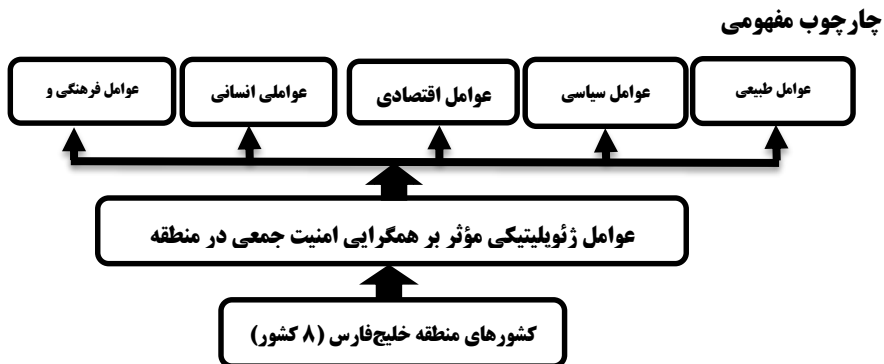 چارچوب مفهومی
عوامل طبیعی
عوامل سیاسی
عوامل اقتصادی
عواملی انسانی
عوامل فرهنگی و
عوامل ژئوپلیتیکی مؤثر بر همگرایی امنیت جمعی در منطقه
کشورهای منطقه خلیج‌فارس (۸ کشور)